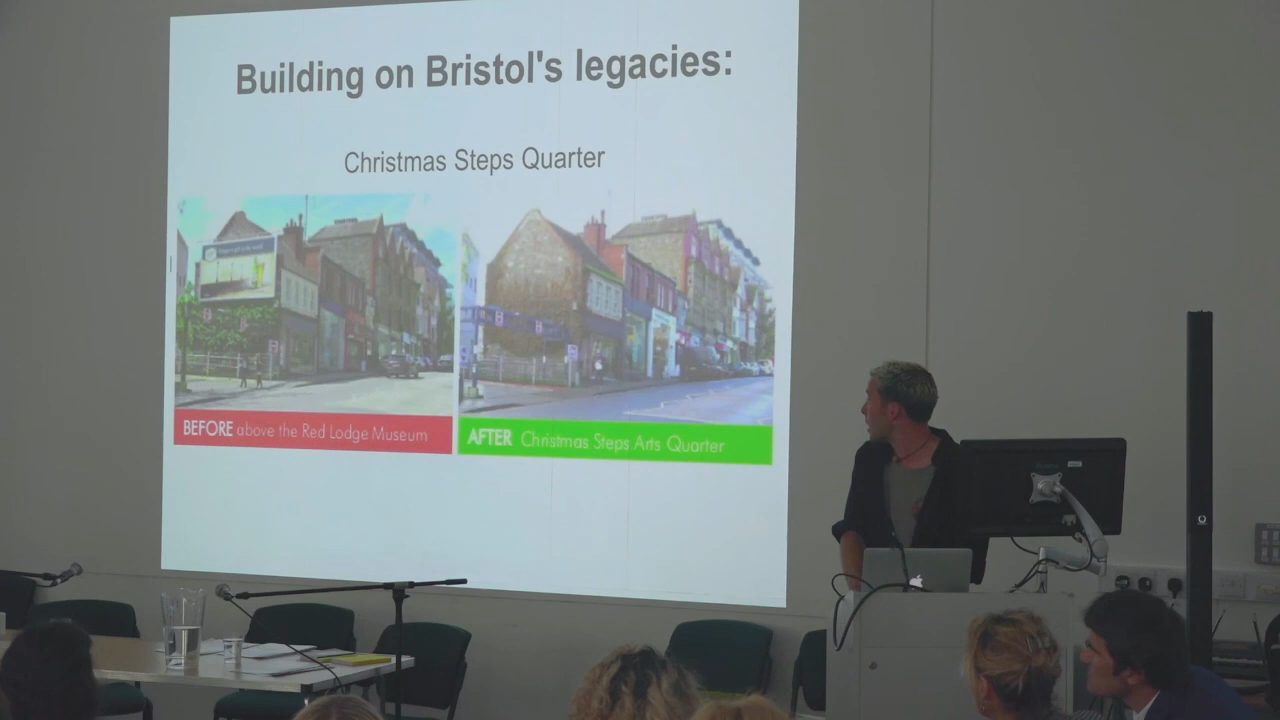 Building on Bristol's legacies:
Christmas Steps Quarter
BEFORE above the Red Lodge Museum
AFTER Christmas Steps Arts Quarter